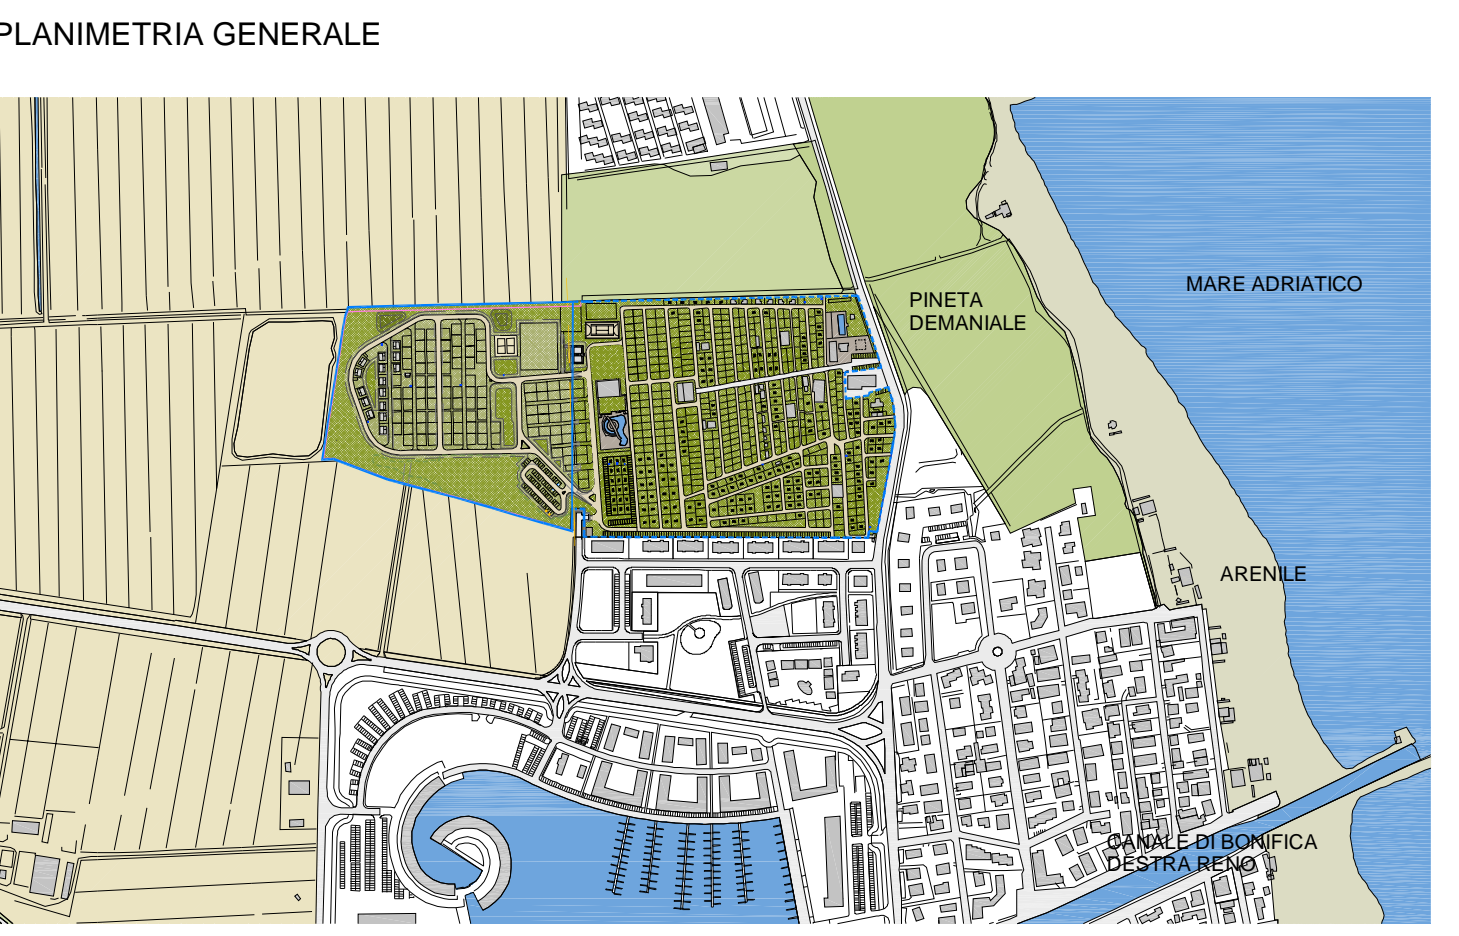 PLANIMETRIA GENERALE
MARE ADRIATICO
PINETA
DEMANIALE
ARENILE
CANALE DI BONIFICA
DESTRA RENO